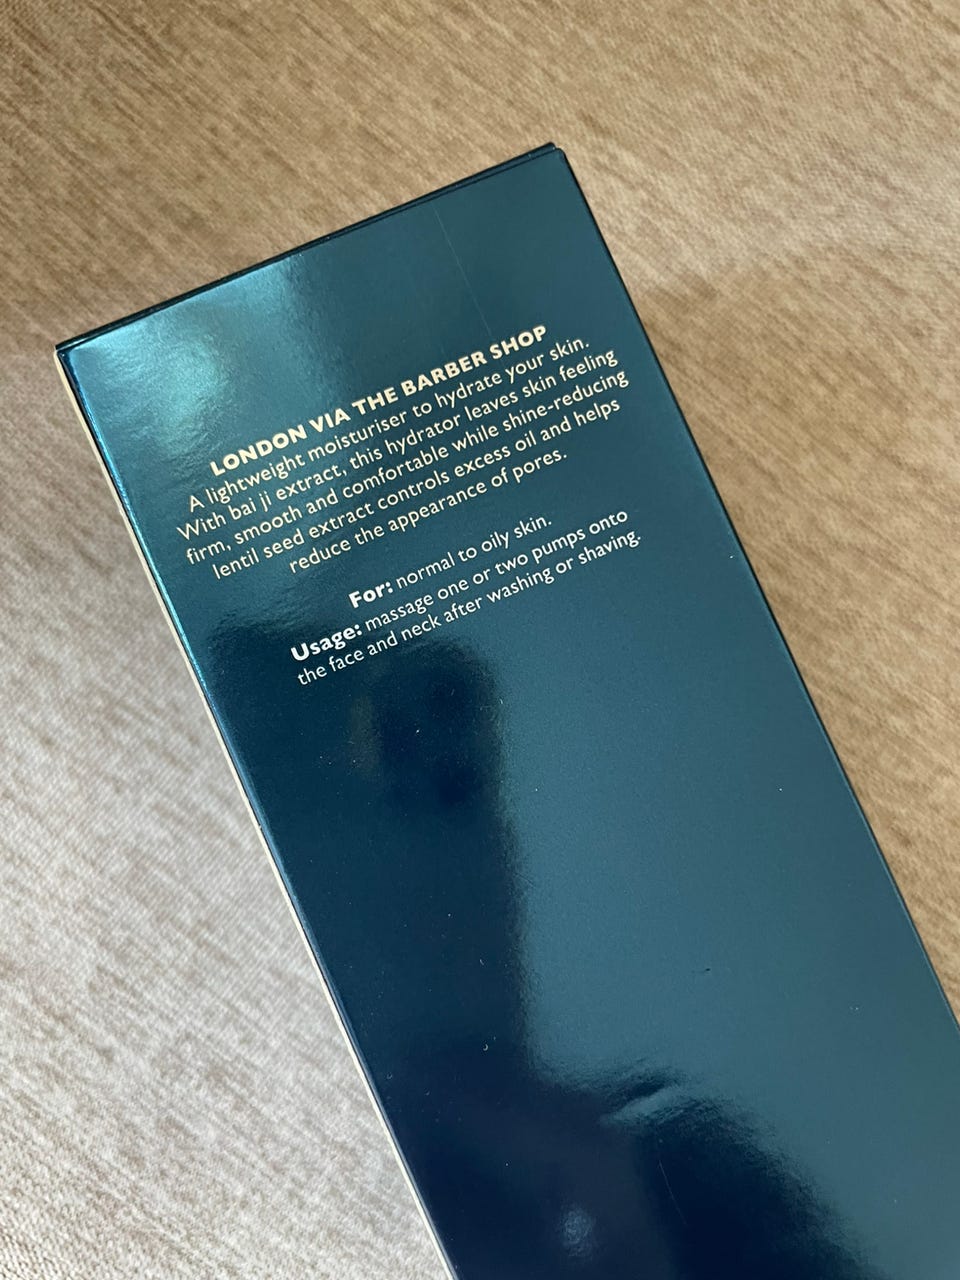 LONDON VIA THE BARBER SHOP
A lightweight moisturiser to hydrate your skin.
With bai ji extract, this hydrator leaves skin feeling
firm, smooth and comfortable while shine-reducing
lentil seed extract controls excess oil and helps
reduce the appearance of pores.
For: normal to oily skin.
Usage: massage one or two pumps onto
the face and neck after washing or shaving.